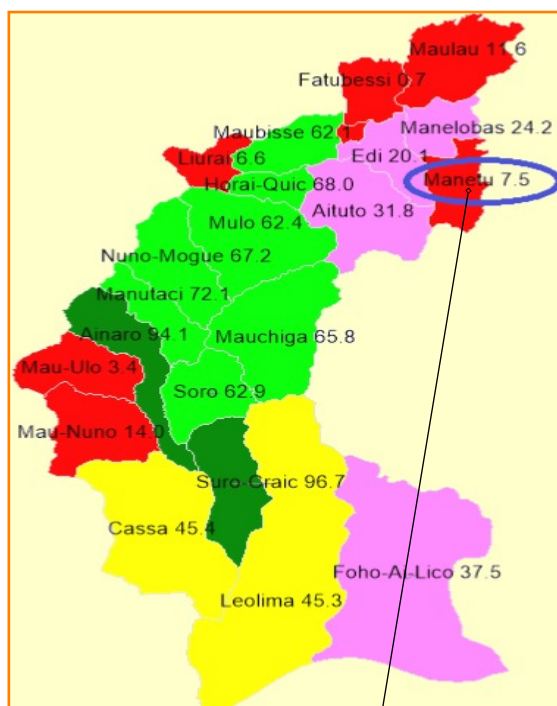 Maulau 11.6
Fatubessi 0.7
Manelobas 24.2
Maubisse 62.1
Edi 20.1
Liurai 6.6
Manetu 7.5
Horai-Quic 68.0
Aituto 31.8
Mulo 62.4
Nuno-Mogue 67.2
Manutaci 72.1
Ainaro 94.1
Mauchiga 65.8
Mau-Ulo 3.4
Soro 62.9
Mau-Nuno 14.0
Suro-Craic 96.7
Cassa 45.4
Foho-Ai-Lico 37.5
Leolima 45.3